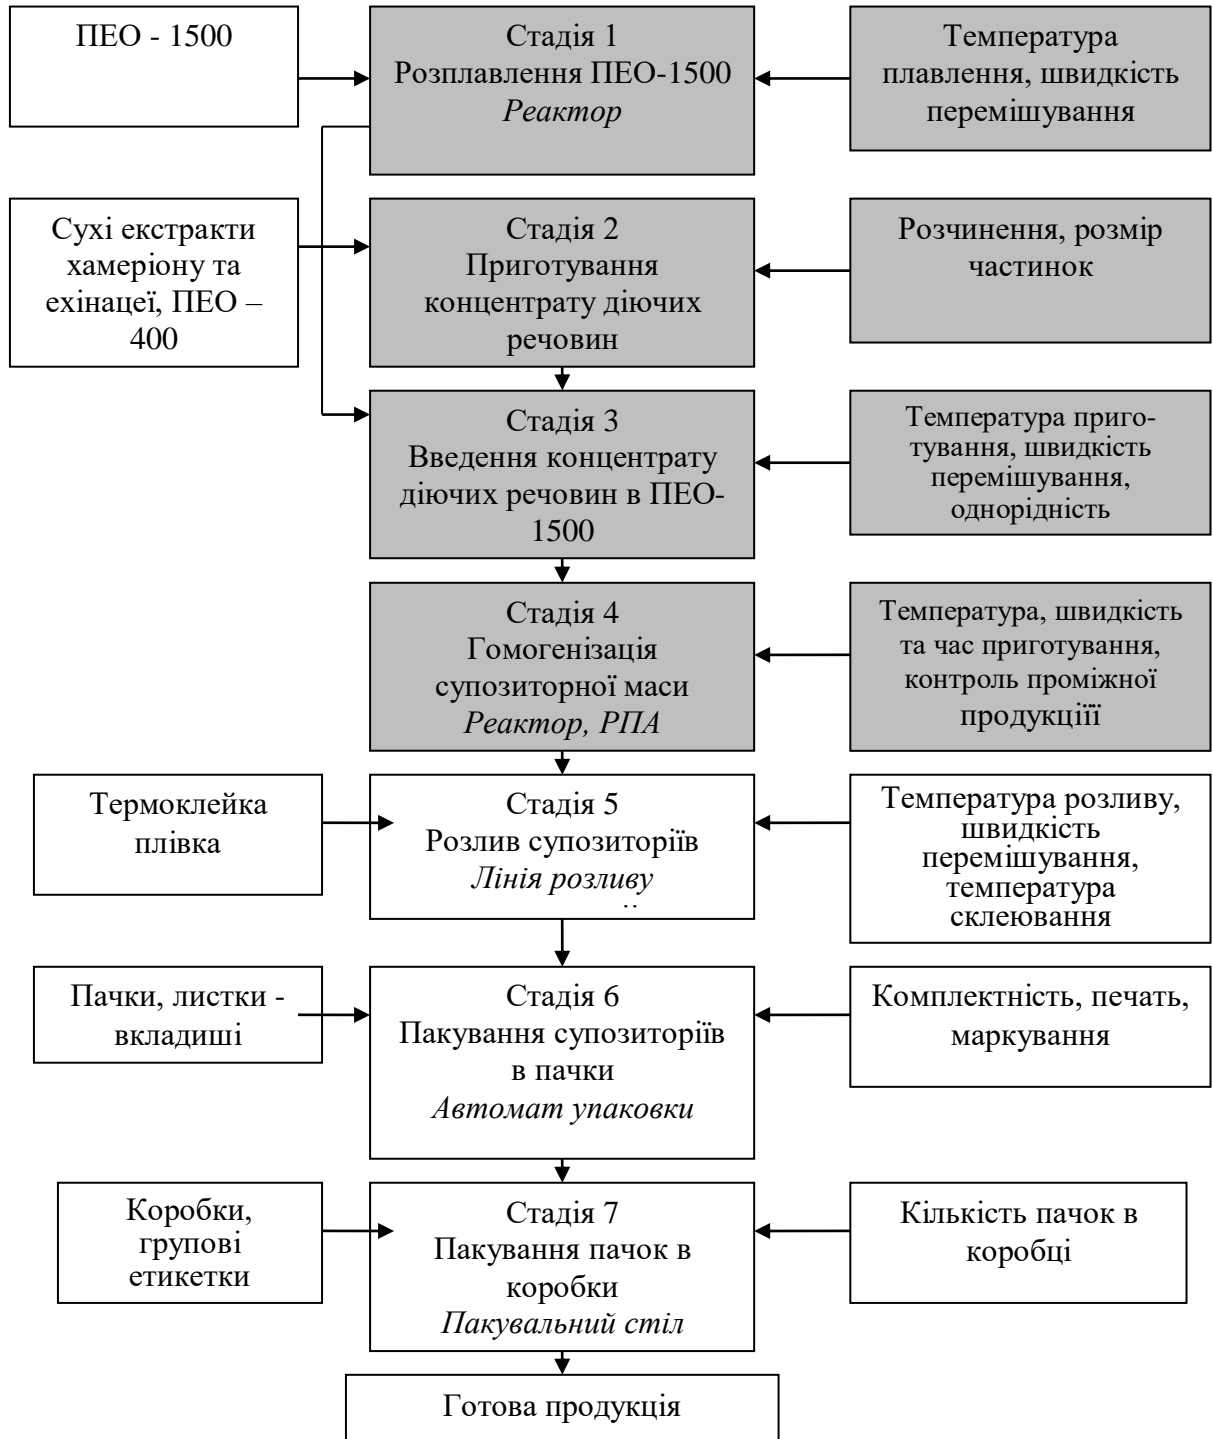 ПЕО - 1500
Стадія 1
Розплавлення ПЕО-1500
Реактор
Температура
плавлення, швидкість
перемішування
Сухі екстракти
хамеріону та
ехінацеї, ПЕО –
400
Стадія 2
Приготування
концентрату діючих
речовин
Розчинення, розмір
частинок
Стадія 3
Введення концентрату
діючих речовин в ПЕО-
1500
Температура приго-
тування, швидкість
перемішування,
однорідність
Стадія 4
Гомогенізація
супозиторної маси
Реактор, РПА
Температура, швидкість
та час приготування,
контроль проміжної
продукціїї
Термоклейка
плівка
Стадія 5
Розлив супозиторіїв
Лінія розливу
Температура розливу,
швидкість
перемішування,
температура
склеювання
Пачки, листки -
вкладиші
Стадія 6
Пакування супозиторіїв
в пачки
Автомат упаковки
Комплектність, печать,
маркування
Коробки,
групові
етикетки
Стадія 7
Пакування пачок в
коробки
Пакувальний стіл
Кількість пачок в
коробці
Готова продукція